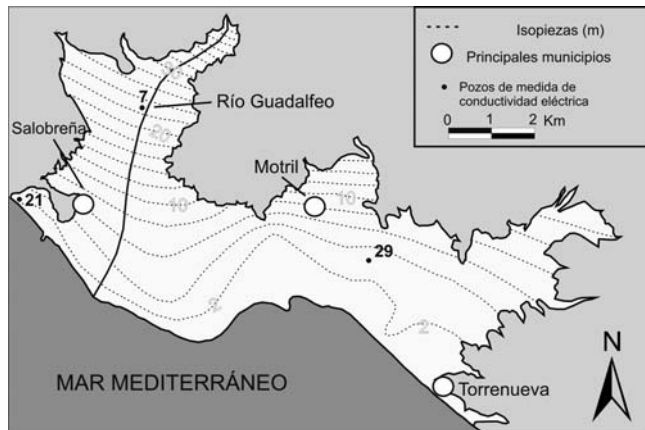 Isopiezas (m)
Principales municipios
Pozos de medida de
conductividad eléctrica
0 1 2
Km
7
Río Guadalfeo
20
Salobreña
Motril
21
10
10
29
2
2
N
MAR MEDITERRÁNEO
Torrenueva